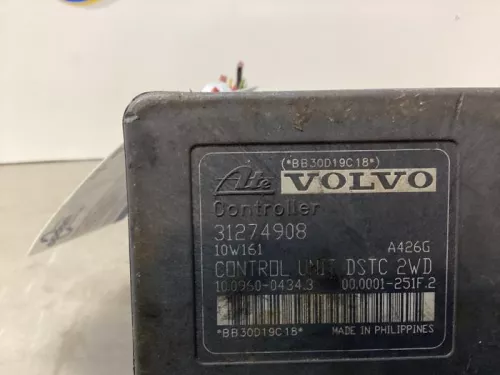 (*BB30D19C18*)
Ate VOLVO
Controller
31274908
10W161 A426G
CONTROL UNIT DSTC 2WD
10.0960-0434.3 00.0001-251F.2
*BB30D19C18* MADE IN PHILIPPINES